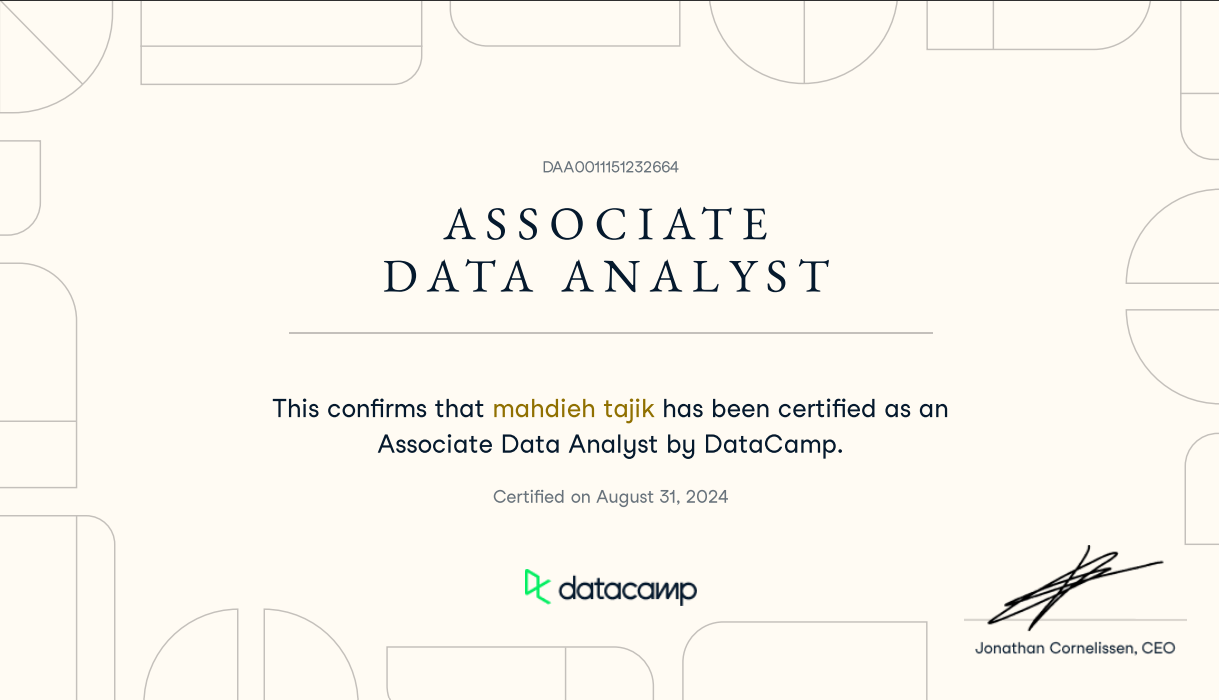 DAA0011151232664
ASSOCIATE
DATA ANALYST
This confirms that mahdieh tajik has been certified as an
Associate Data Analyst by DataCamp.
Certified on August 31, 2024
datacamp
Jonathan Cornelissen, CEO